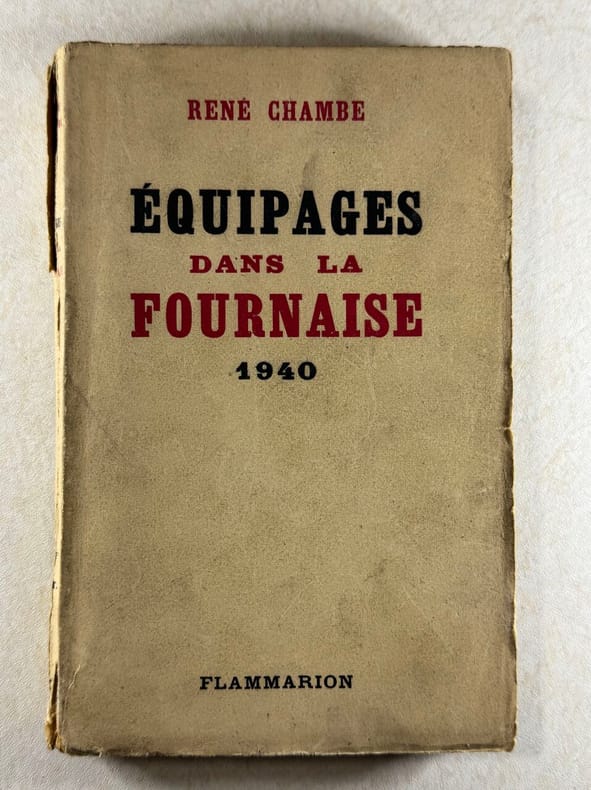 RENÉ CHAMBE
ÉQUIPAGES
DANS LA
FOURNAISE
1940
FLAMMARION